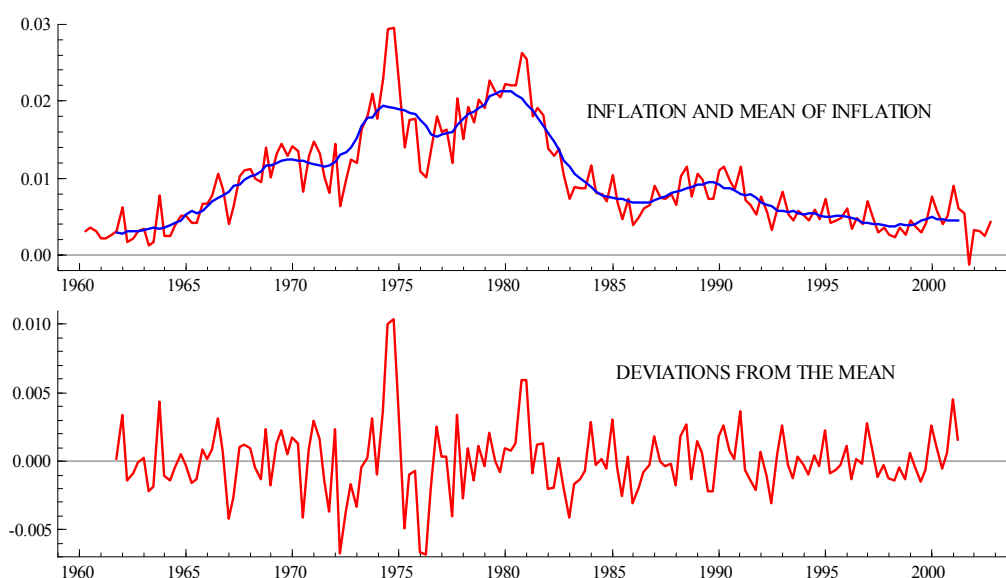 0.03
INFLATION AND MEAN OF INFLATION
0.02
0.01
0.00
1960 1965 1970 1975 1980 1985 1990 1995 2000
0.010
DEVIATIONS FROM THE MEAN
0.005
0.000
-0.005
1960 1965 1970 1975 1980 1985 1990 1995 2000